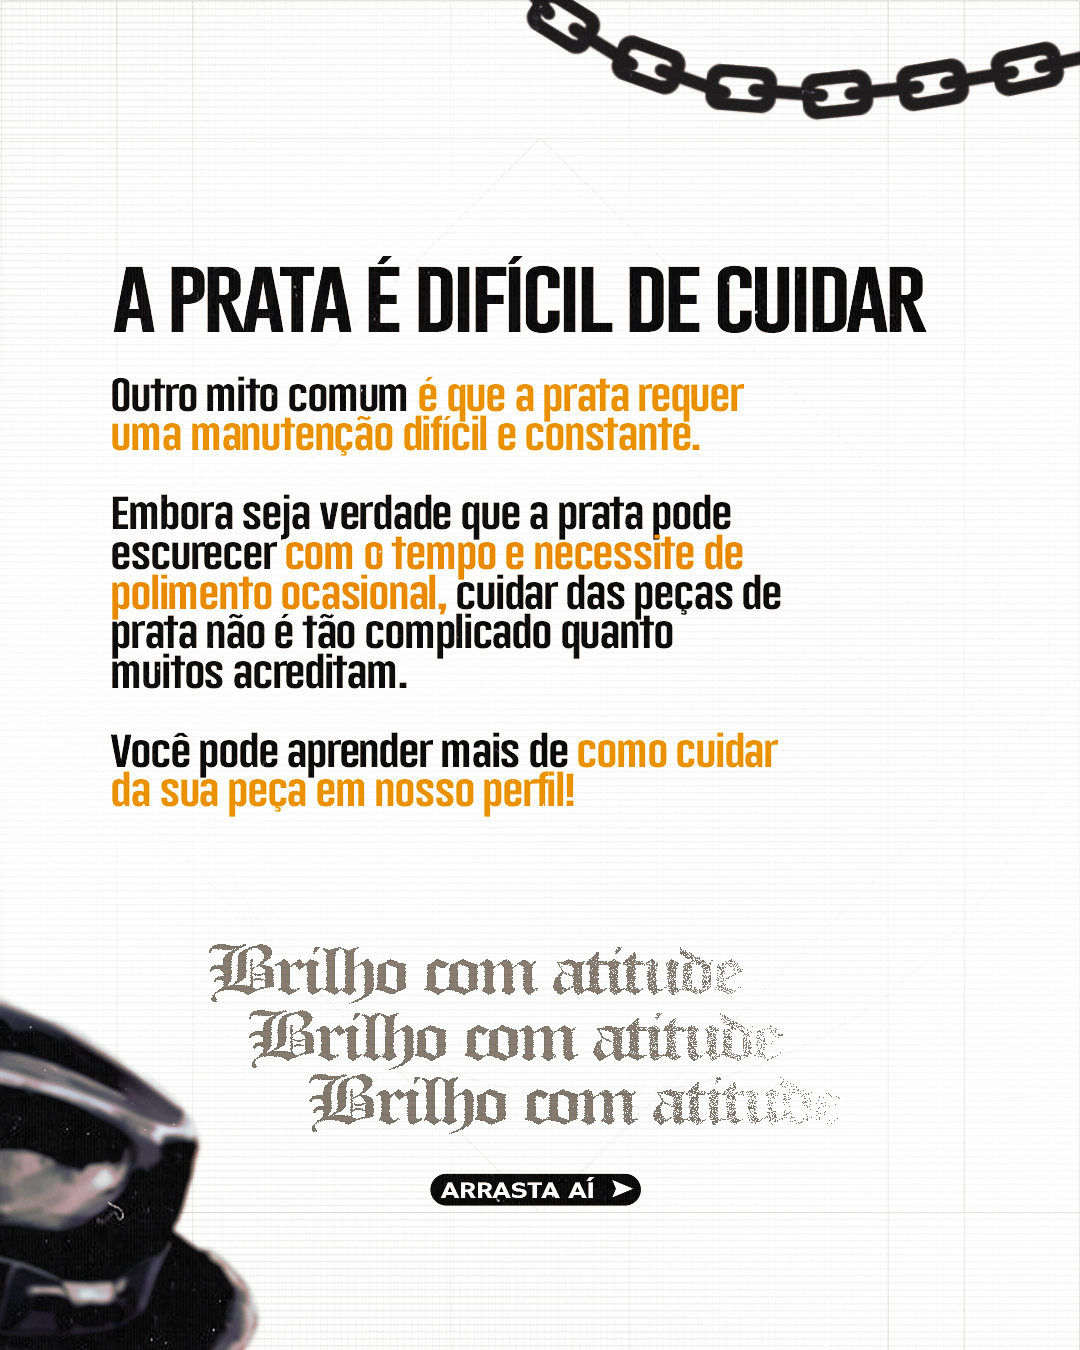 A PRATA É DIFÍCIL DE CUIDAR
Outro mito comum é que a prata requer
uma manutenção difícil e constante.
Embora seja verdade que a prata pode
escurecer com o tempo e necessite de
polimento ocasional, cuidar das peças de
prata não é tão complicado quanto
muitos acreditam.
Você pode aprender mais de como cuidar
da sua peça em nosso perfil!
Brilho com atitude
Brilho com atitude
Brilho com atitude
ARRASTA AÍ